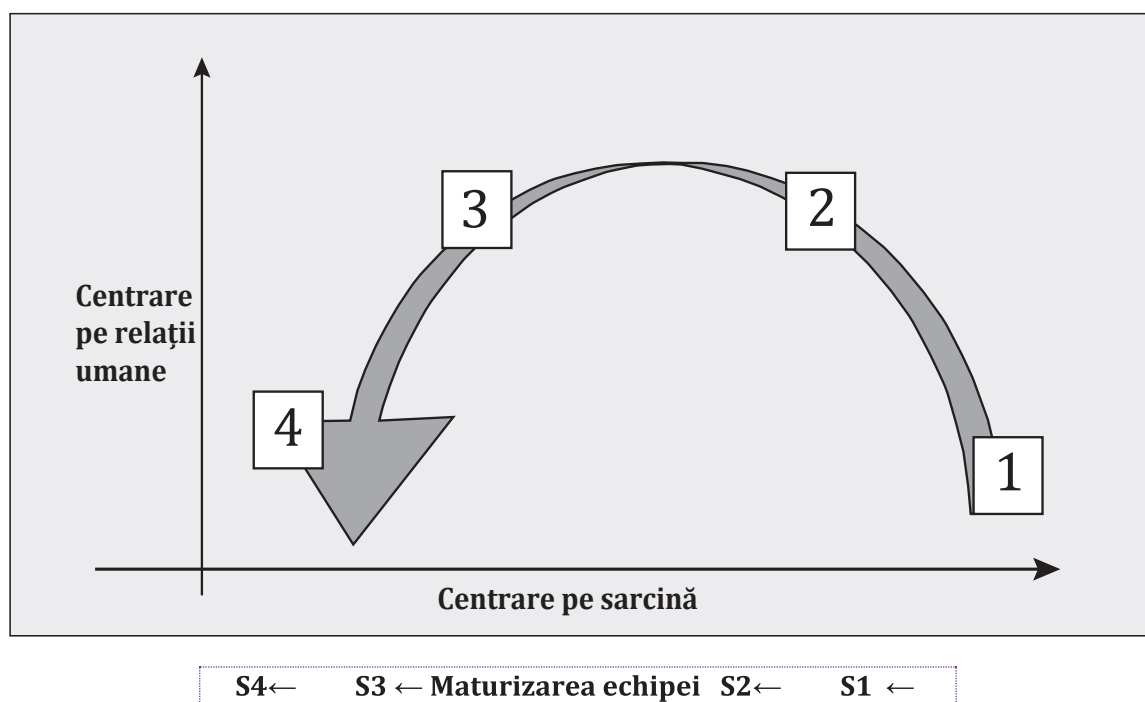 3
2
Centrare
pe relații
umane
4
1
Centrare pe sarcină
S4← S3 ← Maturizarea echipei S2← S1 ←